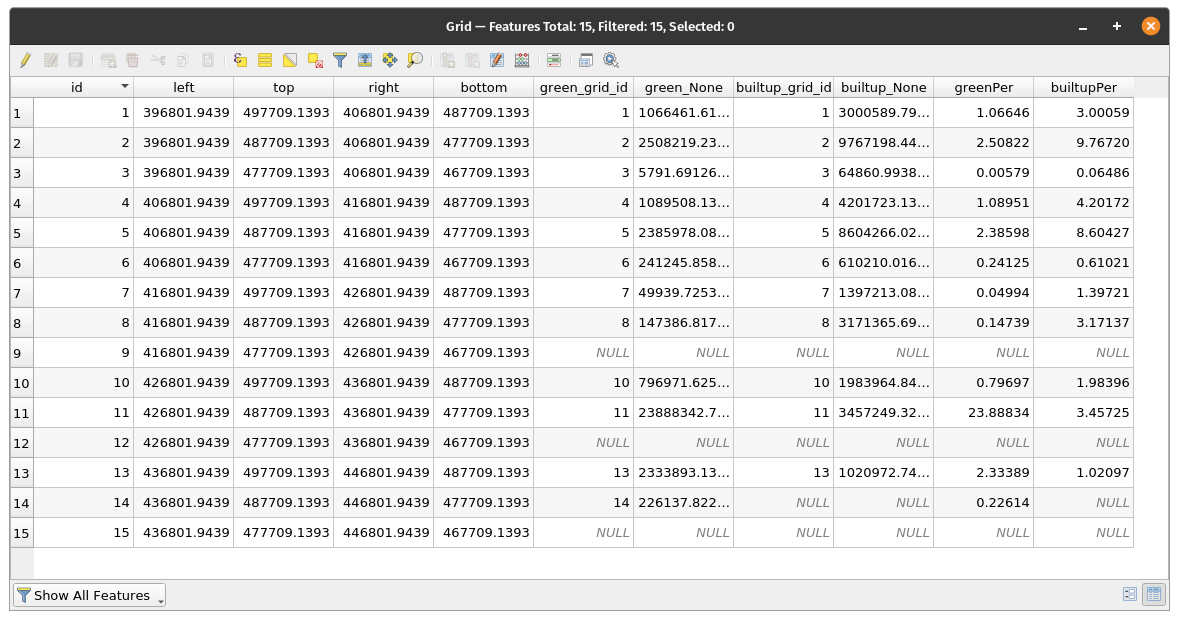 Grid — Features Total: 15, Filtered: 15, Selected: 0
id left top right bottom green_grid_id green_None builtup_grid_id builtup_None greenPer builtupPer
1 1 396801.9439 497709.1393 406801.9439 487709.1393 1 1066461.61... 1 3000589.79... 1.06646 3.00059
2 2 396801.9439 487709.1393 406801.9439 477709.1393 2 2508219.23... 2 9767198.44... 2.50822 9.76720
3 3 396801.9439 477709.1393 406801.9439 467709.1393 3 5791.69126... 3 64860.9938... 0.00579 0.06486
4 4 406801.9439 497709.1393 416801.9439 487709.1393 4 1089508.13... 4 4201723.13... 1.08951 4.20172
5 5 406801.9439 487709.1393 416801.9439 477709.1393 5 2385978.08... 5 8604266.02... 2.38598 8.60427
6 6 406801.9439 477709.1393 416801.9439 467709.1393 6 241245.858... 6 610210.016... 0.24125 0.61021
7 7 416801.9439 497709.1393 426801.9439 487709.1393 7 49939.7253... 7 1397213.08... 0.04994 1.39721
8 8 416801.9439 487709.1393 426801.9439 477709.1393 8 147386.817... 8 3171365.69... 0.14739 3.17137
9 9 416801.9439 477709.1393 426801.9439 467709.1393 NULL NULL NULL NULL NULL NULL
10 10 426801.9439 497709.1393 436801.9439 487709.1393 10 796971.625... 10 1983964.84... 0.79697 1.98396
11 11 426801.9439 487709.1393 436801.9439 477709.1393 11 23888342.7... 11 3457249.32... 23.88834 3.45725
12 12 426801.9439 477709.1393 436801.9439 467709.1393 NULL NULL NULL NULL NULL NULL
13 13 436801.9439 497709.1393 446801.9439 487709.1393 13 2333893.13... 13 1020972.74... 2.33389 1.02097
14 14 436801.9439 487709.1393 446801.9439 477709.1393 14 226137.822... NULL NULL 0.22614 NULL
15 15 436801.9439 477709.1393 446801.9439 467709.1393 NULL NULL NULL NULL NULL NULL
Show All Features